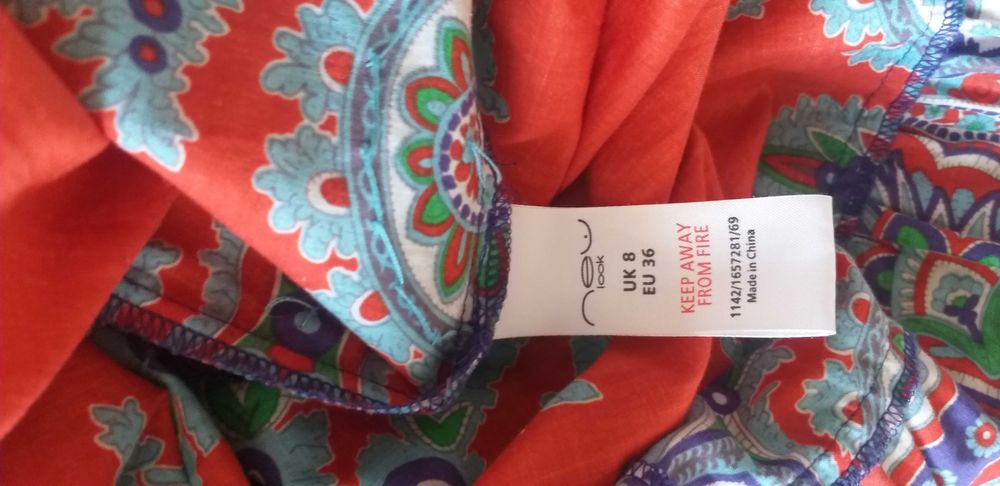 new
look
UK 8
EU 36
KEEP AWAY
FROM FIRE
1142/1657281/69
Made in China